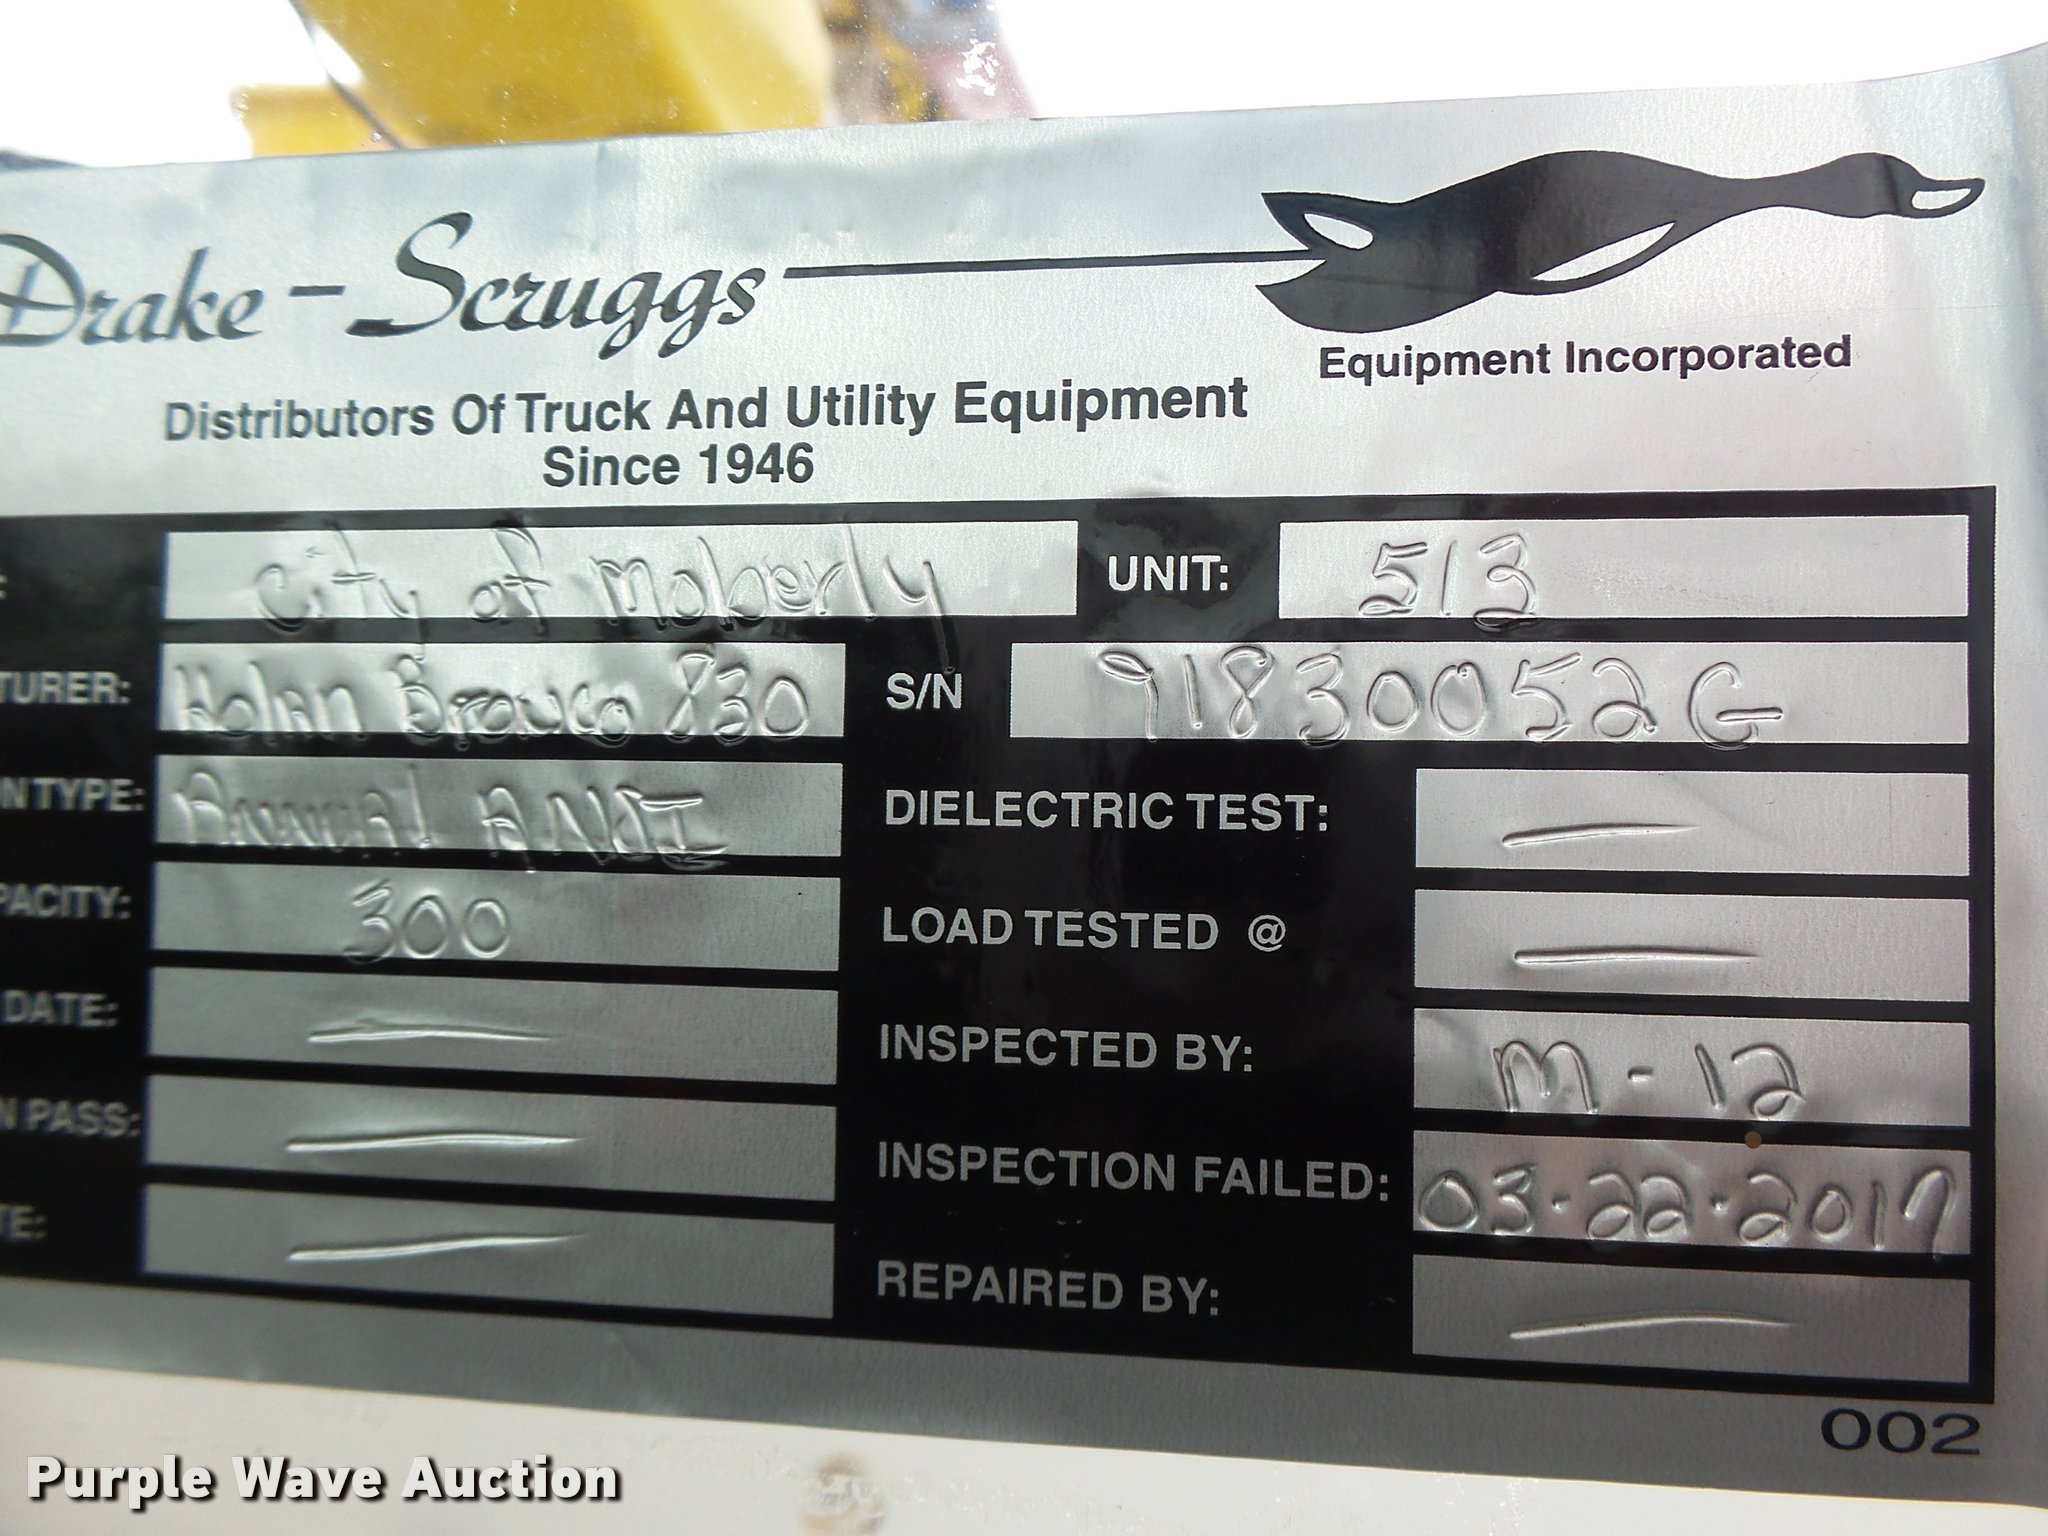 Drake-Scruggs
Equipment Incorporated
Distributors Of Truck And Utility Equipment
Since 1946
: City of Moberly UNIT: 513
TURER: Holan Bravco 830 S/N 91830052G
N TYPE: Annual ANSI DIELECTRIC TEST: —
PACITY: 300 LOAD TESTED @ —
DATE: — INSPECTED BY: M-12
N PASS: — INSPECTION FAILED: 03-22-2017
TE: — REPAIRED BY: —
002
Purple Wave Auction